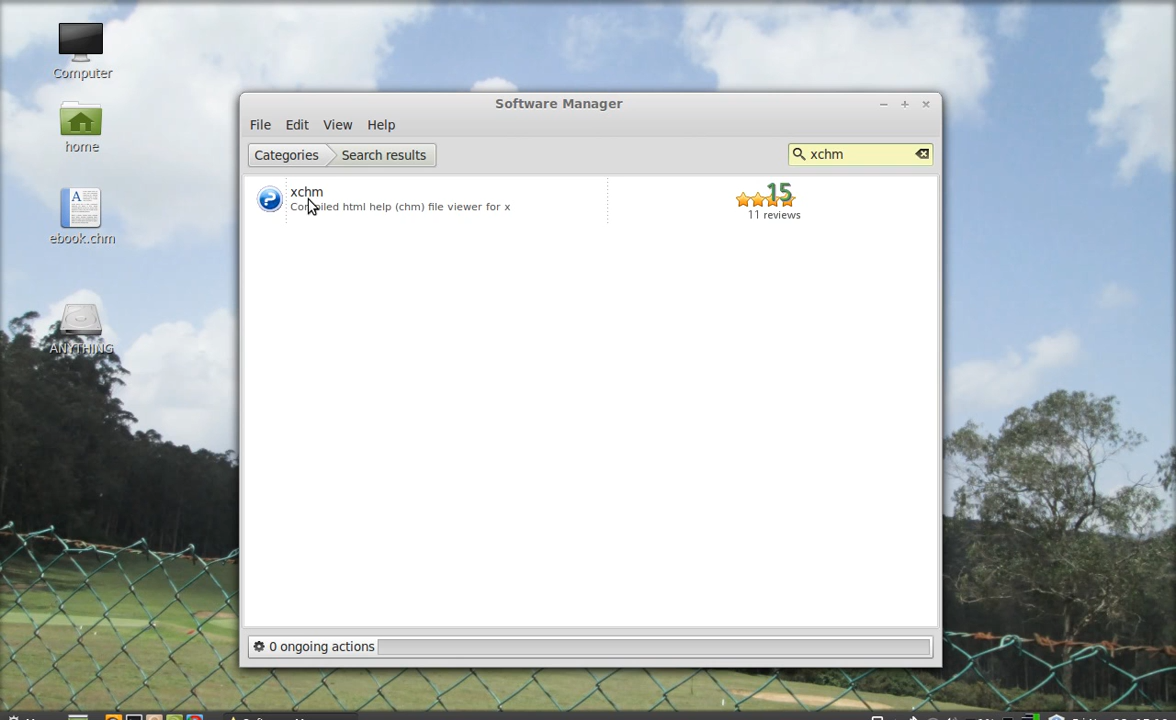 Computer
home
ebook.chm
ANYTHING
Software Manager
File Edit View Help
Categories Search results
xchm
xchm
file viewer for x
html help (chm)
15
11 reviews
0 ongoing actions